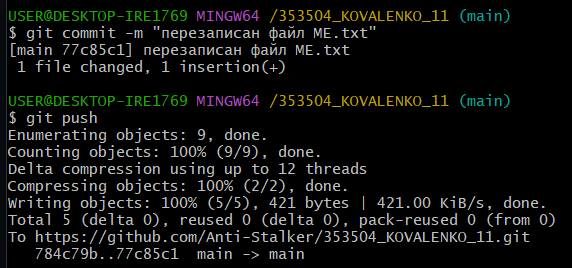 USER@DESKTOP-IRE1769 MINGW64 /353504_KOVALENKO_11 (main)
$ git commit -m "перезаписан файл ME.txt"
[main 77c85c1] перезаписан файл ME.txt
 1 file changed, 1 insertion(+)
USER@DESKTOP-IRE1769 MINGW64 /353504_KOVALENKO_11 (main)
$ git push
Enumerating objects: 9, done.
Counting objects: 100% (9/9), done.
Delta compression using up to 12 threads
Compressing objects: 100% (2/2), done.
Writing objects: 100% (5/5), 421 bytes | 421.00 KiB/s, done.
Total 5 (delta 0), reused 0 (delta 0), pack-reused 0 (from 0)
To https://github.com/Anti-Stalker/353504_KOVALENKO_11.git
   784c79b..77c85c1  main -> main